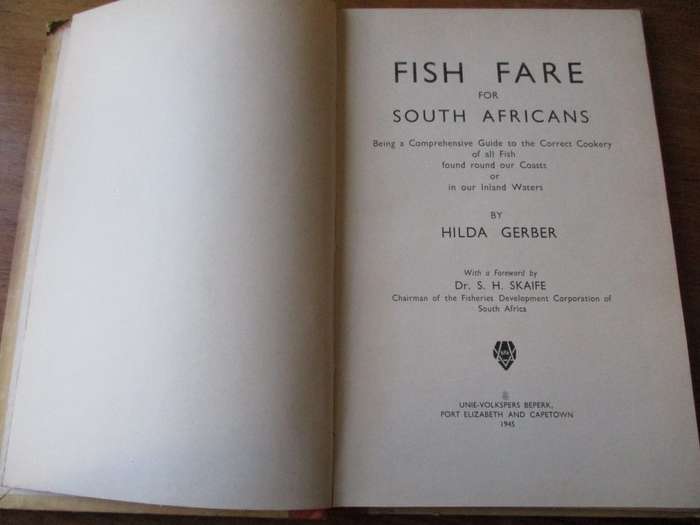 FISH FARE
FOR
SOUTH AFRICANS
Being a Comprehensive Guide to the Correct Cookery
of all Fish
found round our Coasts
or
in our Inland Waters
BY
HILDA GERBER
With a Foreword by
Dr. S. H. SKAIFE
Chairman of the Fisheries Development Corporation of
South Africa
UNIE-VOLKSPERS BEPERK,
PORT ELIZABETH AND CAPETOWN
1945